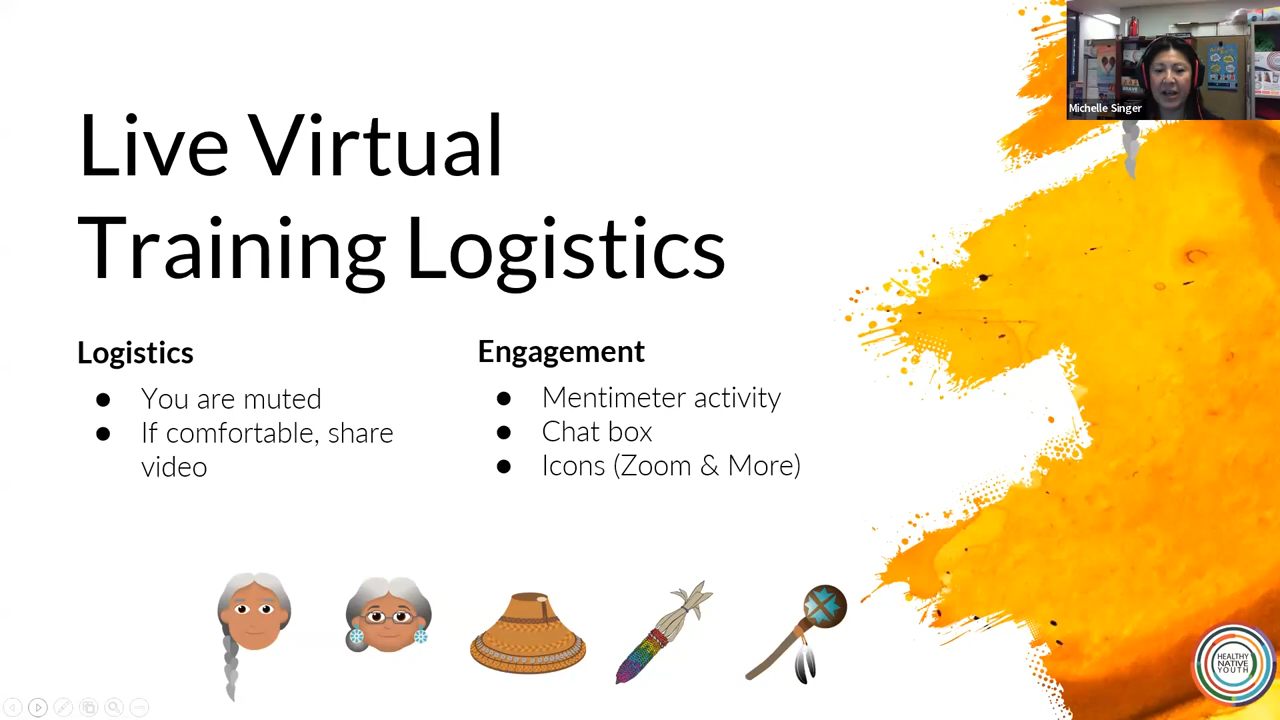 Michelle Singer
Live Virtual
Training Logistics
Logistics
● You are muted
● If comfortable, share
video
Engagement
● Mentimeter activity
● Chat box
● Icons (Zoom & More)
HEALTHY
NATIVE
YOUTH